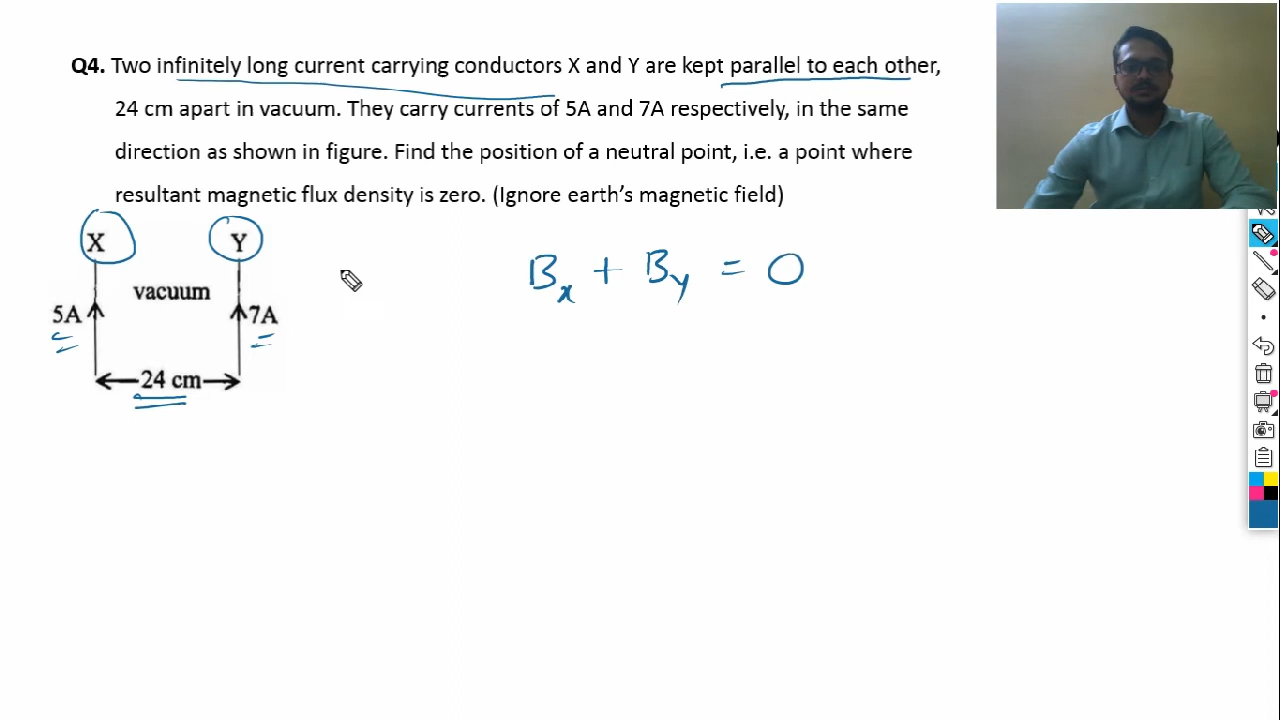 Q4. Two infinitely long current carrying conductors X and Y are kept parallel to each other,
24 cm apart in vacuum. They carry currents of 5A and 7A respectively, in the same
direction as shown in figure. Find the position of a neutral point, i.e. a point where
resultant magnetic flux density is zero. (Ignore earth’s magnetic field)
X Y
Bₓ + By = 0
vacuum
5A 7A
24 cm